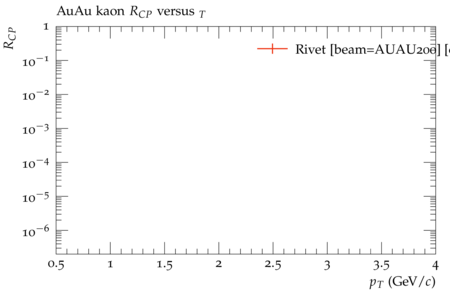 AuAu kaon R_CP versus _T
R_CP
1
10^−1
10^−2
10^−3
10^−4
10^−5
10^−6
Rivet [beam=AUAU200] [
0.5 1 1.5 2 2.5 3 3.5 4
p_T (GeV/c)